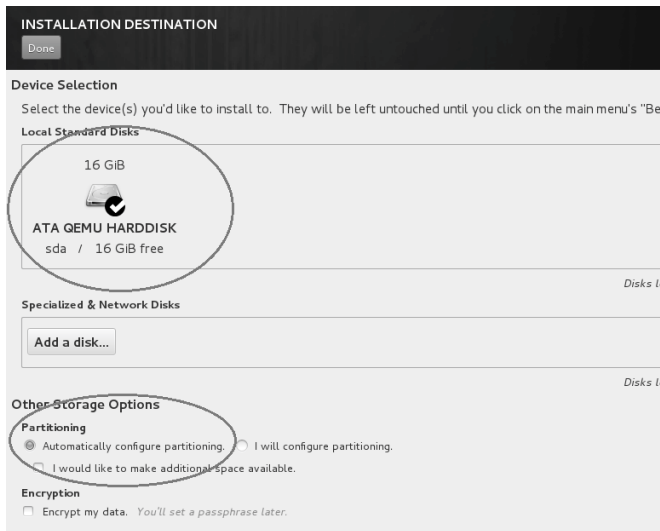 INSTALLATION DESTINATION
Done
Device Selection
Select the device(s) you'd like to install to. They will be left untouched until you click on the main menu's "Be
Local Standard Disks
16 GiB
ATA QEMU HARDDISK
sda / 16 GiB free
Disks l
Specialized & Network Disks
Add a disk...
Disks l
Other Storage Options
Partitioning
Automatically configure partitioning. I will configure partitioning.
I would like to make additional space available.
Encryption
Encrypt my data. You'll set a passphrase later.